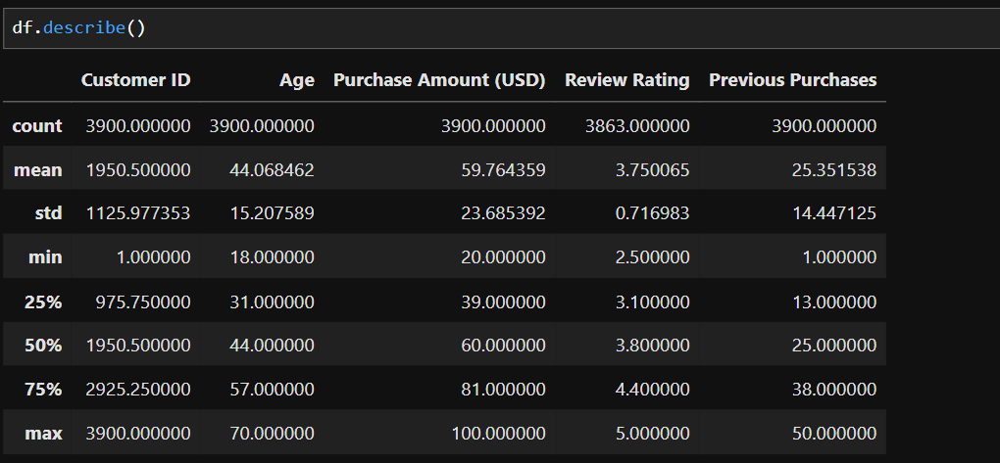 df.describe()
Customer ID Age Purchase Amount (USD) Review Rating Previous Purchases
count 3900.000000 3900.000000 3900.000000 3863.000000 3900.000000
mean 1950.500000 44.068462 59.764359 3.750065 25.351538
std 1125.977353 15.207589 23.685392 0.716983 14.447125
min 1.000000 18.000000 20.000000 2.500000 1.000000
25% 975.750000 31.000000 39.000000 3.100000 13.000000
50% 1950.500000 44.000000 60.000000 3.800000 25.000000
75% 2925.250000 57.000000 81.000000 4.400000 38.000000
max 3900.000000 70.000000 100.000000 5.000000 50.000000